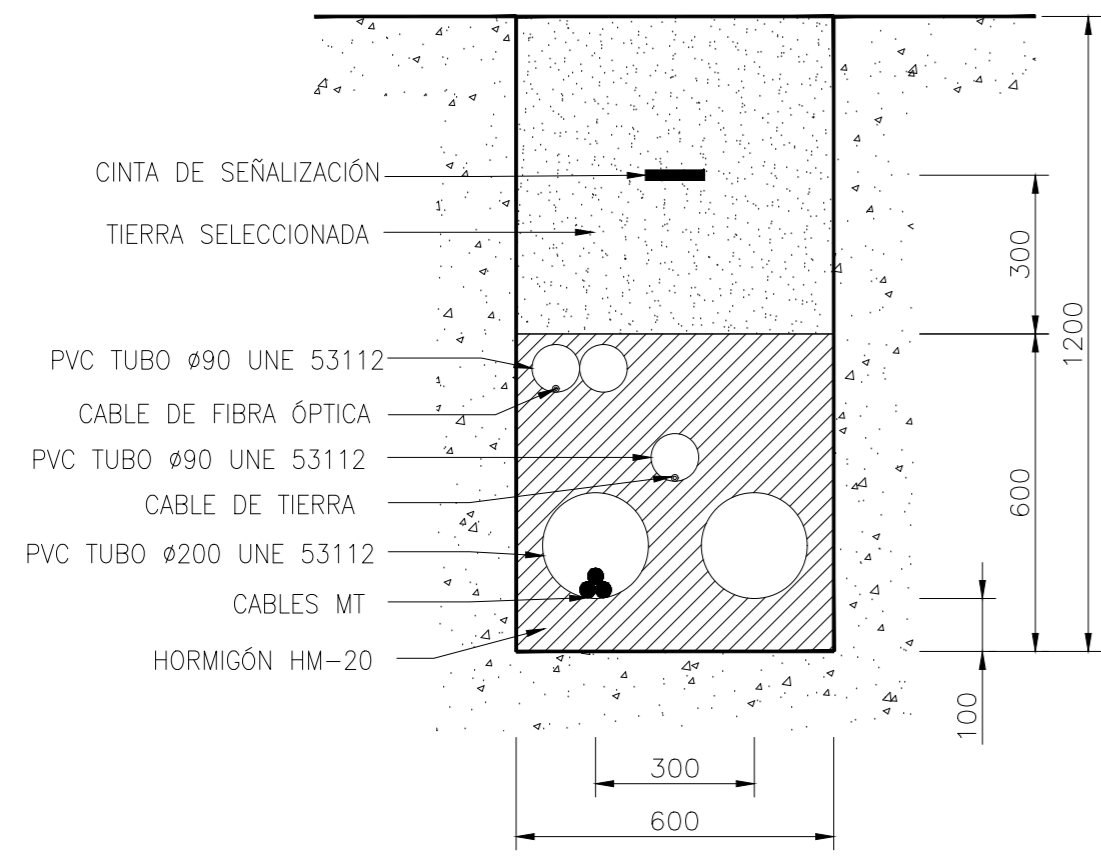 CINTA DE SEÑALIZACIÓN
TIERRA SELECCIONADA
PVC TUBO Ø90 UNE 53112
CABLE DE FIBRA ÓPTICA
PVC TUBO Ø90 UNE 53112
CABLE DE TIERRA
PVC TUBO Ø200 UNE 53112
CABLES MT
HORMIGÓN HM-20
300
1200
600
100
300
600